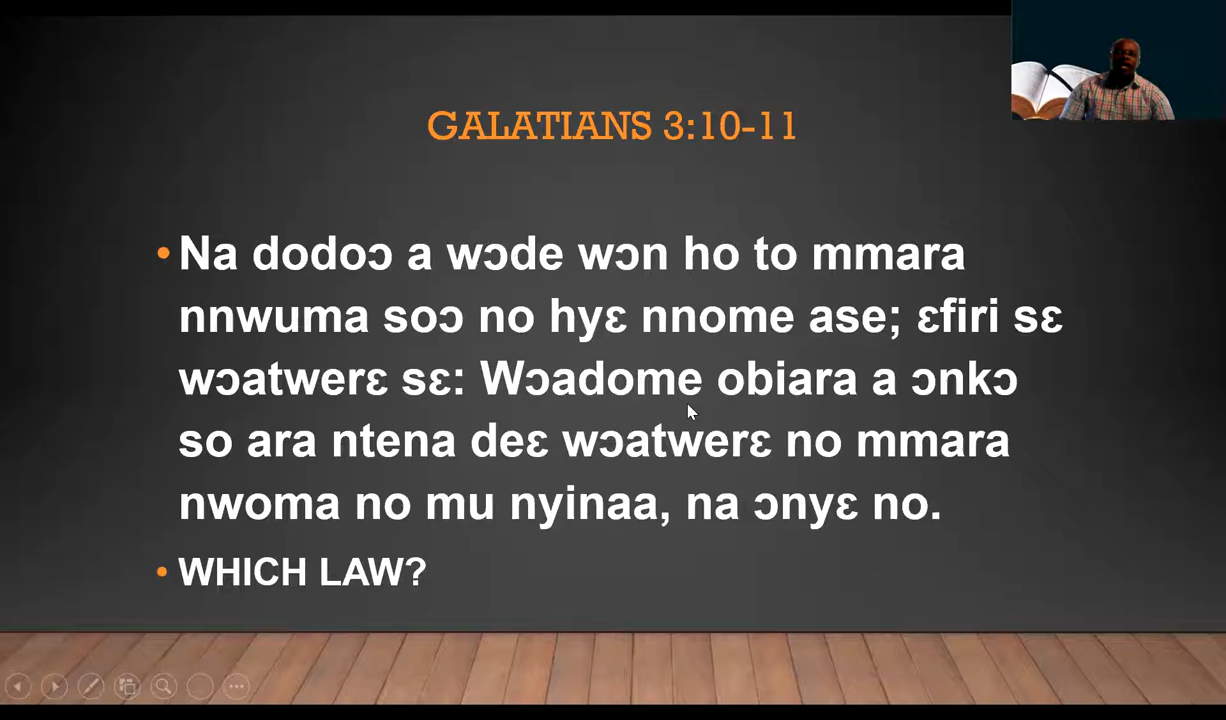 GALATIANS 3:10-11
• Na dodoɔ a wɔde wɔn ho to mmara
nnwuma soɔ no hyɛ nnome ase; ɛfiri sɛ
wɔatwerɛ sɛ: Wɔadome obiara a ɔnkɔ
so ara ntena deɛ wɔatwerɛ no mmara
nwoma no mu nyinaa, na ɔnyɛ no.
• WHICH LAW?